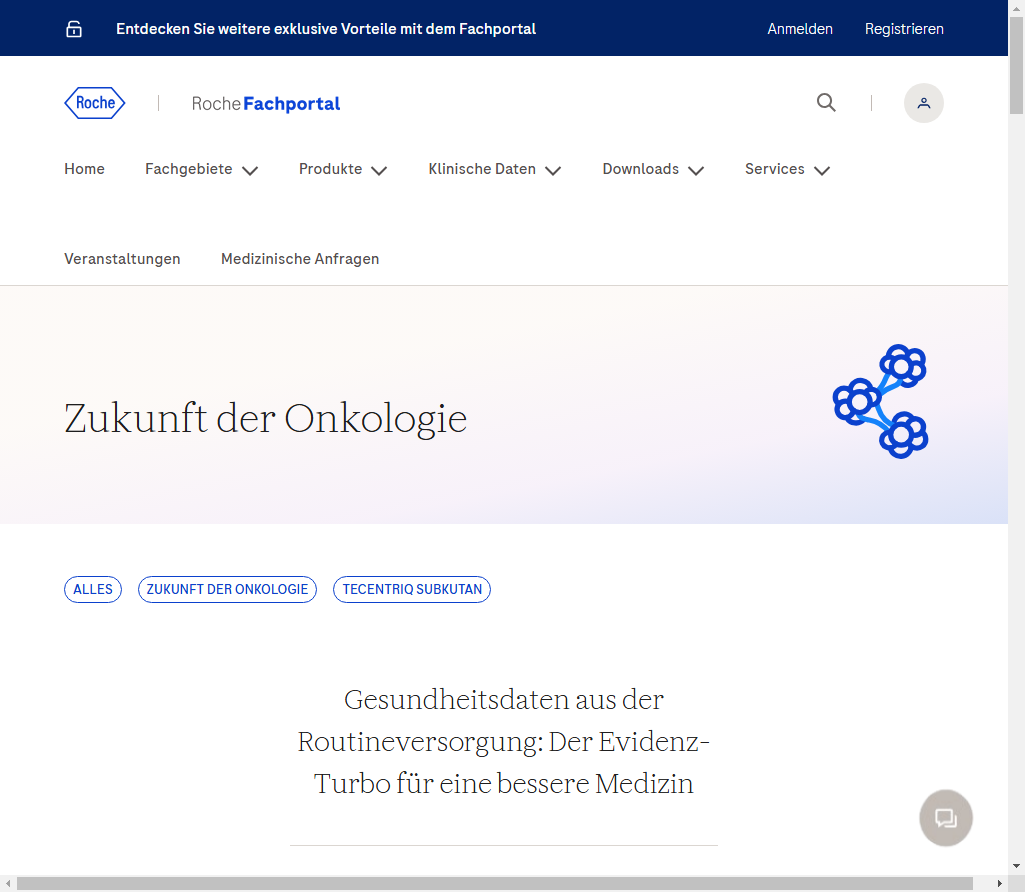 Entdecken Sie weitere exklusive Vorteile mit dem Fachportal
Anmelden
Registrieren
Roche
Roche Fachportal
Home
Fachgebiete
Produkte
Klinische Daten
Downloads
Services
Veranstaltungen
Medizinische Anfragen
Zukunft der Onkologie
ALLES
ZUKUNFT DER ONKOLOGIE
TECENTRIQ SUBKUTAN
Gesundheitsdaten aus der
Routineversorgung: Der Evidenz-
Turbo für eine bessere Medizin